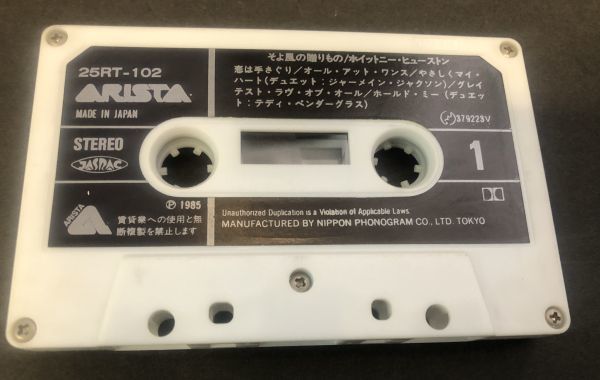 そよ風の贈りもの/ホイットニー・ヒューストン
25RT-102
ARISTA
MADE IN JAPAN
恋は手さぐり/オール・アット・ワンス/やさしくマイ・
ハート(デュエット:ジャーメイン・ジャクソン)/グレイ
テスト・ラヴ・オブ・オール/ホールド・ミー(デュエッ
ト:テディ・ペンダーグラス)
379223V
STEREO
JASRAC
1
Ⓟ 1985
ARISTA
賃貸業への使用と無
断複製を禁止します
Unauthorized Duplication is a Violation of Applicable Laws.
MANUFACTURED BY NIPPON PHONOGRAM CO., LTD. TOKYO